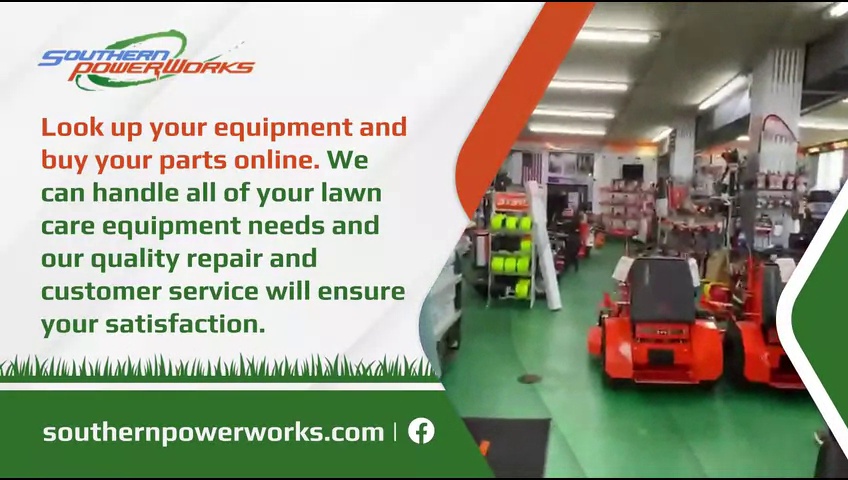 SOUTHERN
POWERWORKS
Look up your equipment and
buy your parts online. We
can handle all of your lawn
care equipment needs and
our quality repair and
customer service will ensure
your satisfaction.
southernpowerworks.com |